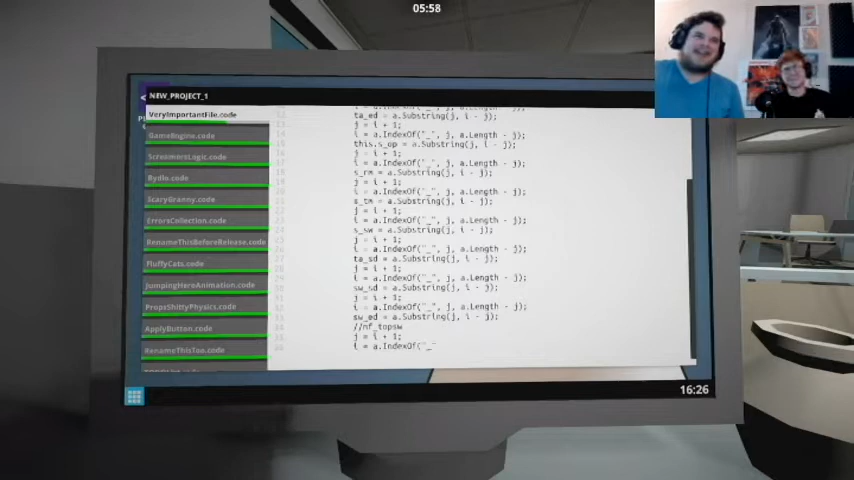 05:58
NEW_PROJECT_1
VeryImportantFile.code
GameEngine.code
ScreamersLogic.code
Bydlo.code
ScaryGranny.code
ErrorsCollection.code
RenameThisBeforeRelease.code
FluffyCats.code
JumpingHeroAnimation.code
PropsShittyPhysics.code
ApplyButton.code
RenameThisToo.code
ta_ed = a.Substring(j, i - j);
j = i + 1;
i = a.IndexOf("_", j, a.Length - j);
this.s_op = a.Substring(j, i - j);
j = i + 1;
i = a.IndexOf("_", j, a.Length - j);
s_rm = a.Substring(j, i - j);
j = i + 1;
i = a.IndexOf("_", j, a.Length - j);
s_tm = a.Substring(j, i - j);
j = i + 1;
i = a.IndexOf("_", j, a.Length - j);
s_sw = a.Substring(j, i - j);
j = i + 1;
i = a.IndexOf("_", j, a.Length - j);
ta_sd = a.Substring(j, i - j);
j = i + 1;
i = a.IndexOf("_", j, a.Length - j);
sw_sd = a.Substring(j, i - j);
j = i + 1;
i = a.IndexOf("_", j, a.Length - j);
sw_ed = a.Substring(j, i - j);
//nf_topsw
j = i + 1;
i = a.IndexOf("_"
16:26